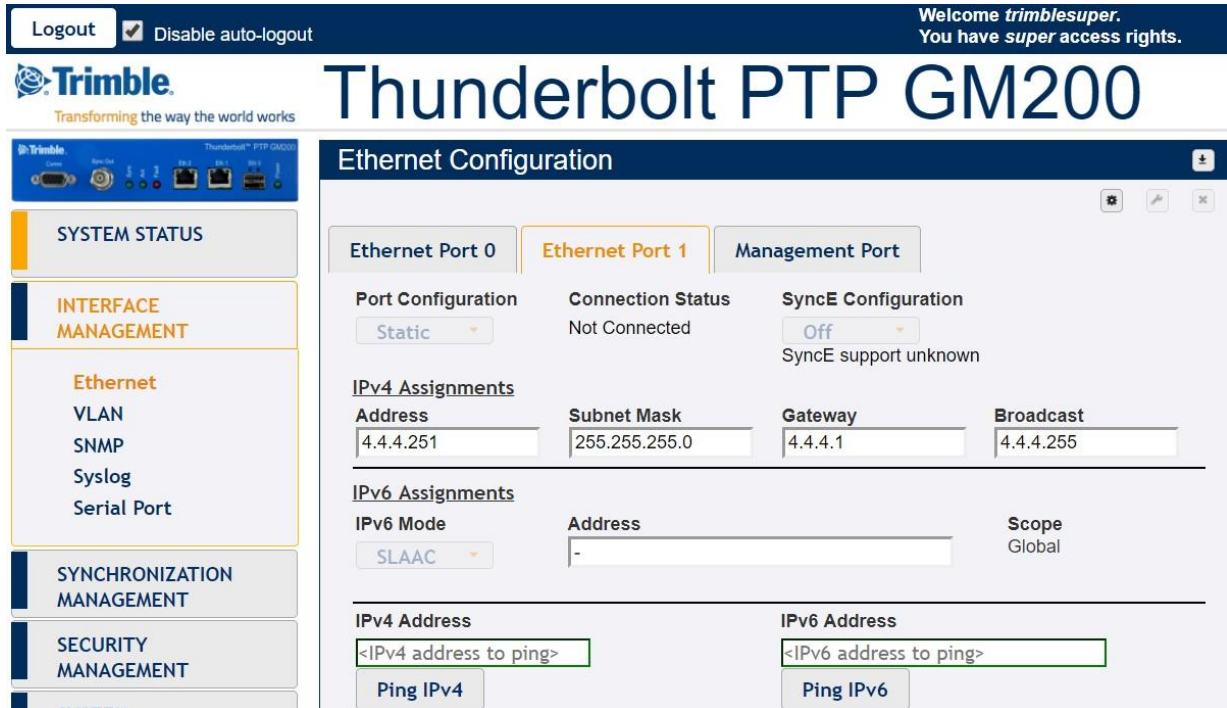 Logout
Disable auto-logout
Welcome trimblesuper.
You have super access rights.
Trimble.
Transforming the way the world works
Thunderbolt PTP GM200
Trimble.
Thunderbolt™ PTP GM200
Ethernet Configuration
SYSTEM STATUS
INTERFACE
MANAGEMENT
Ethernet
VLAN
SNMP
Syslog
Serial Port
SYNCHRONIZATION
MANAGEMENT
SECURITY
MANAGEMENT
Ethernet Port 0
Ethernet Port 1
Management Port
Port Configuration
Connection Status
SyncE Configuration
Static
Not Connected
Off
SyncE support unknown
IPv4 Assignments
Address
Subnet Mask
Gateway
Broadcast
4.4.4.251
255.255.255.0
4.4.4.1
4.4.4.255
IPv6 Assignments
IPv6 Mode
Address
Scope
SLAAC
-
Global
IPv4 Address
IPv6 Address
<IPv4 address to ping>
<IPv6 address to ping>
Ping IPv4
Ping IPv6